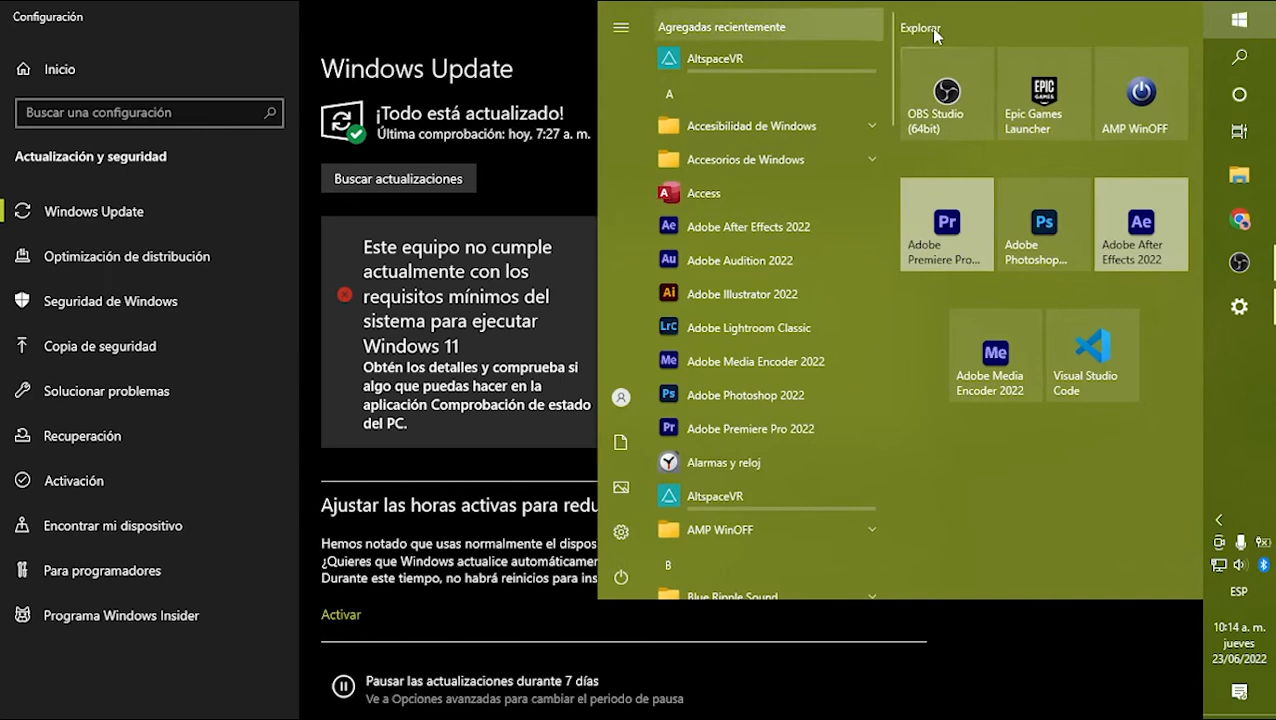 Configuración
Inicio
Buscar una configuración
Actualización y seguridad
Windows Update
Optimización de distribución
Seguridad de Windows
Copia de seguridad
Solucionar problemas
Recuperación
Activación
Encontrar mi dispositivo
Para programadores
Programa Windows Insider
Windows Update
¡Todo está actualizado!
Última comprobación: hoy, 7:27 a. m.
Buscar actualizaciones
Este equipo no cumple
actualmente con los
requisitos mínimos del
sistema para ejecutar
Windows 11
Obtén los detalles y comprueba si
algo que puedas hacer en la
aplicación Comprobación de estado
del PC.
Ajustar las horas activas para redu
Hemos notado que usas normalmente el dispos
¿Quieres que Windows actualice automáticamen
Durante este tiempo, no habrá reinicios para ins
Activar
Pausar las actualizaciones durante 7 días
Ve a Opciones avanzadas para cambiar el periodo de pausa
Agregadas recientemente
AltspaceVR
A
Accesibilidad de Windows
Accesorios de Windows
Access
Adobe After Effects 2022
Adobe Audition 2022
Adobe Illustrator 2022
Adobe Lightroom Classic
Adobe Media Encoder 2022
Adobe Photoshop 2022
Adobe Premiere Pro 2022
Alarmas y reloj
AltspaceVR
AMP WinOFF
B
Blue Ripple Sound
Explorar
OBS Studio
(64bit)
EPIC
GAMES
Epic Games
Launcher
AMP WinOFF
Pr
Adobe
Premiere Pro...
Ps
Adobe
Photoshop...
Ae
Adobe After
Effects 2022
Me
Adobe Media
Encoder 2022
Visual Studio
Code
ESP
10:14 a. m.
jueves
23/06/2022